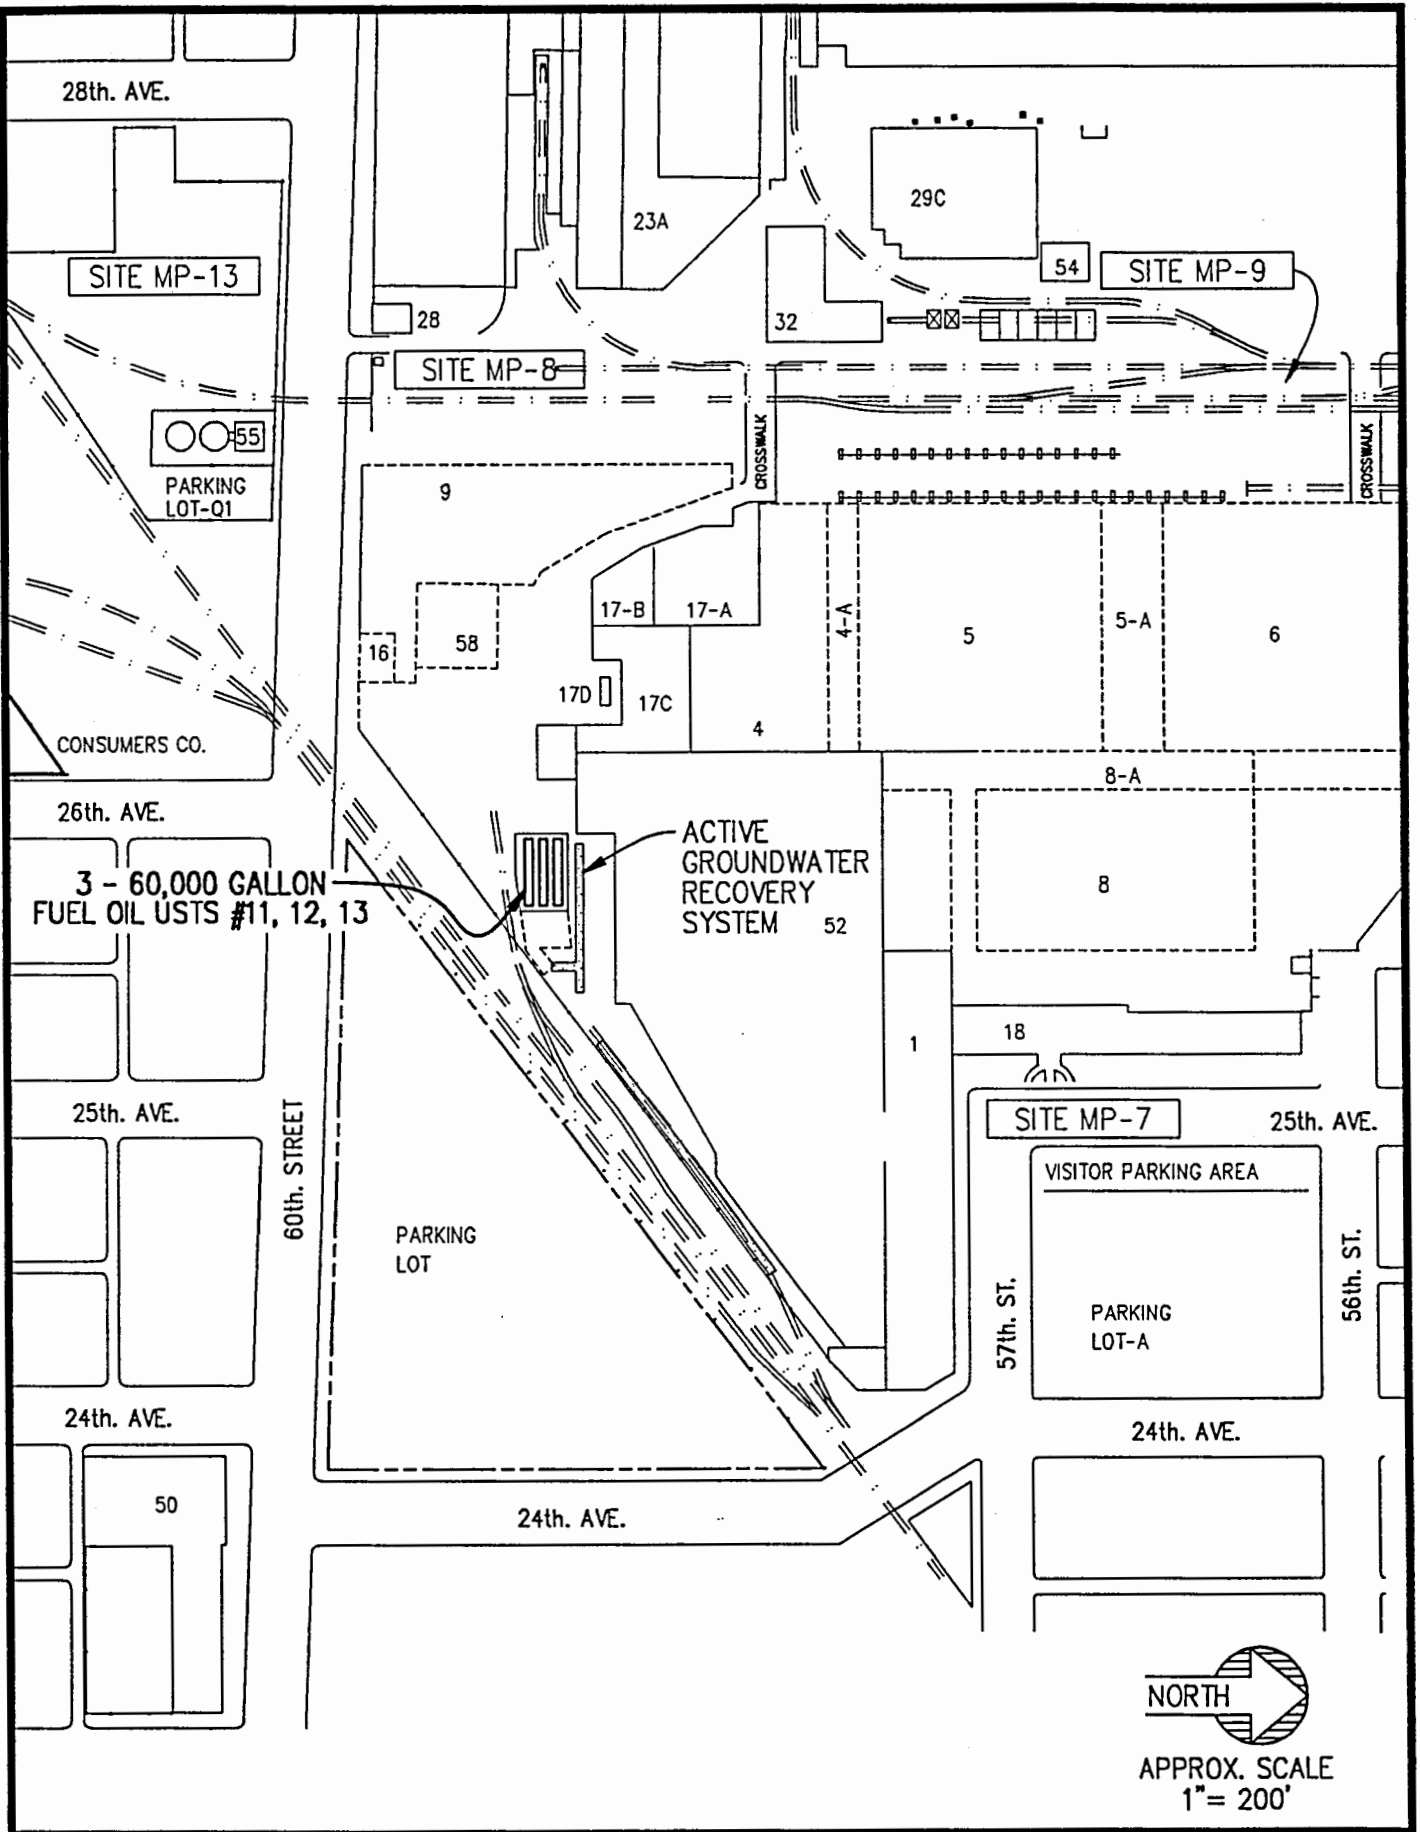 28th. AVE.
23A
29C
54
SITE MP-13
SITE MP-9
28
32
SITE MP-8
55
CROSSWALK
CROSSWALK
PARKING
LOT-Q1
9
17-B
17-A
4-A
5
5-A
6
16
58
17D
17C
4
CONSUMERS CO.
8-A
26th. AVE.
ACTIVE
GROUNDWATER
RECOVERY
SYSTEM
52
8
3 - 60,000 GALLON
FUEL OIL USTS #11, 12, 13
1
18
25th. AVE.
SITE MP-7
25th. AVE.
60th. STREET
VISITOR PARKING AREA
PARKING
LOT
57th. ST.
PARKING
LOT-A
56th. ST.
24th. AVE.
24th. AVE.
50
24th. AVE.
NORTH
APPROX. SCALE
1"= 200'